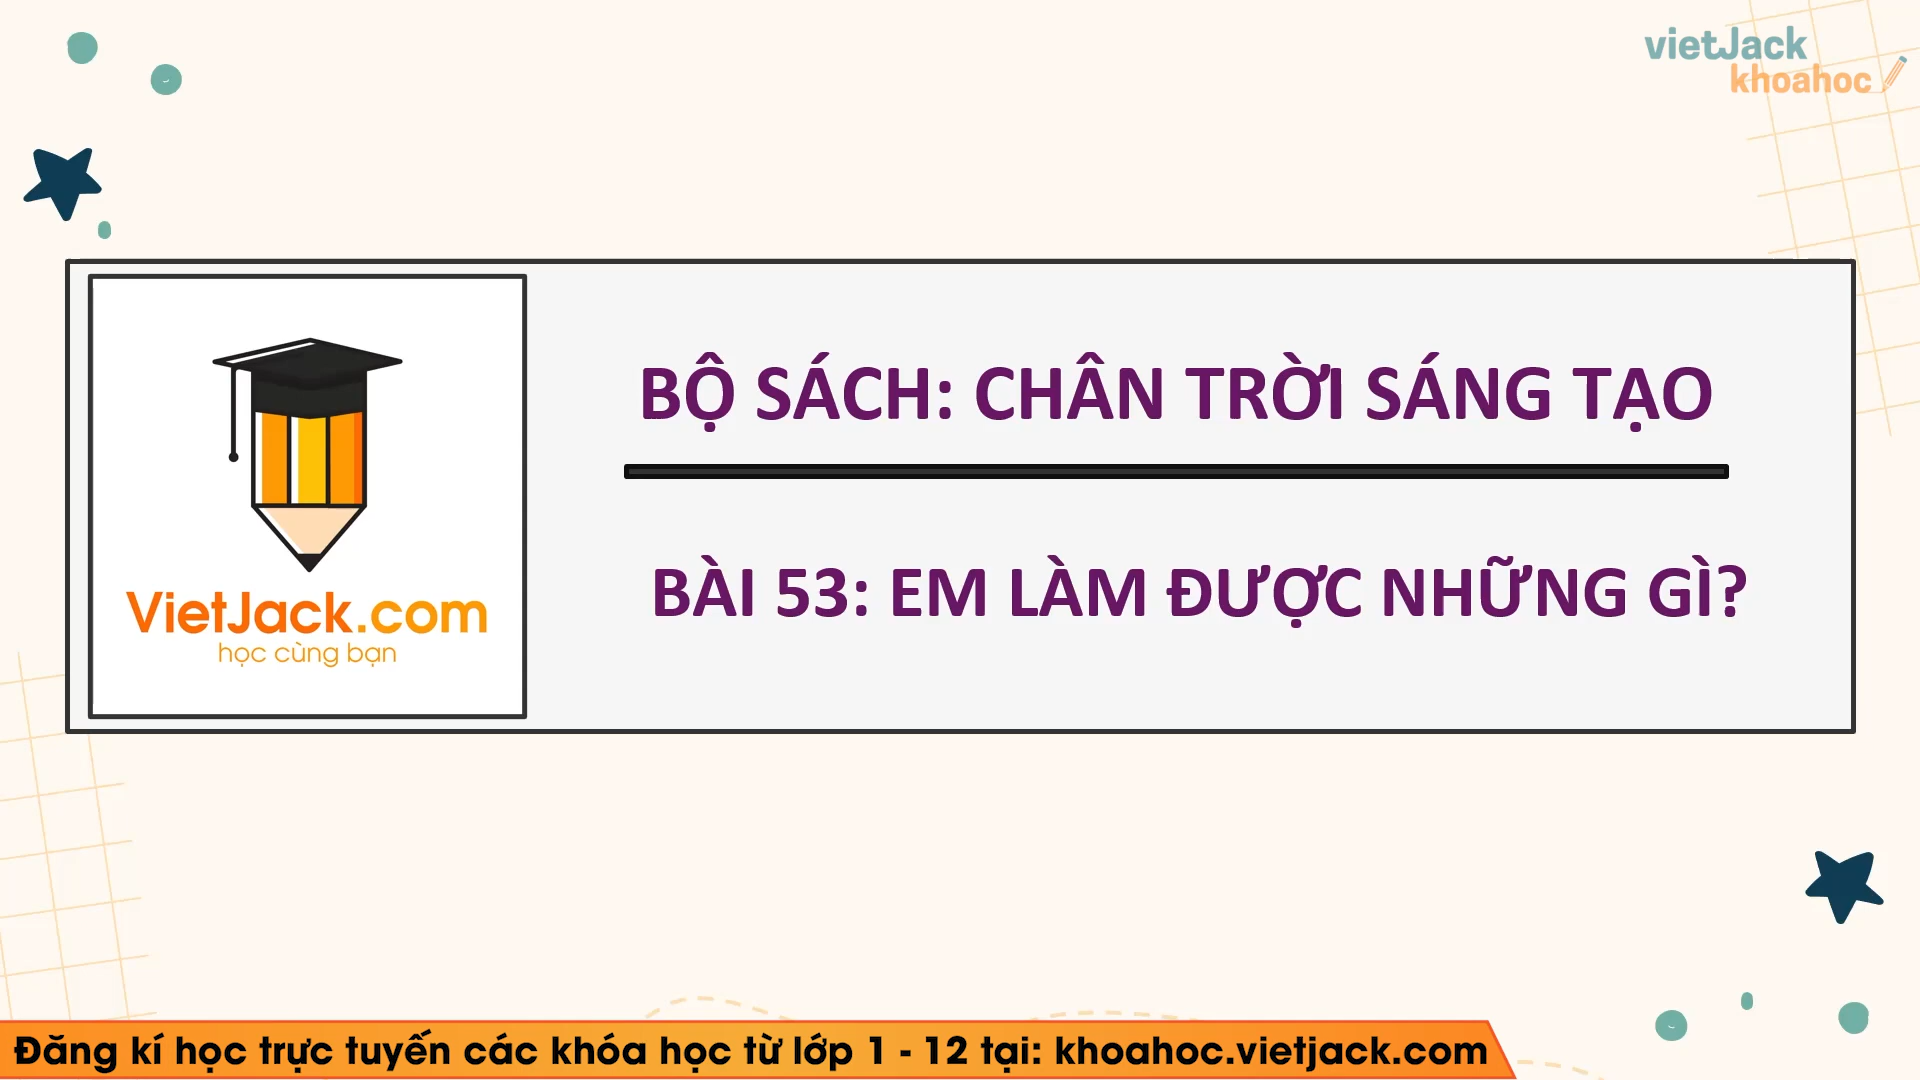 vietJack
khoahoc
BỘ SÁCH: CHÂN TRỜI SÁNG TẠO
BÀI 53: EM LÀM ĐƯỢC NHỮNG GÌ?
VietJack.com
học cùng bạn
Đăng kí học trực tuyến các khóa học từ lớp 1 - 12 tại: khoahoc.vietjack.com